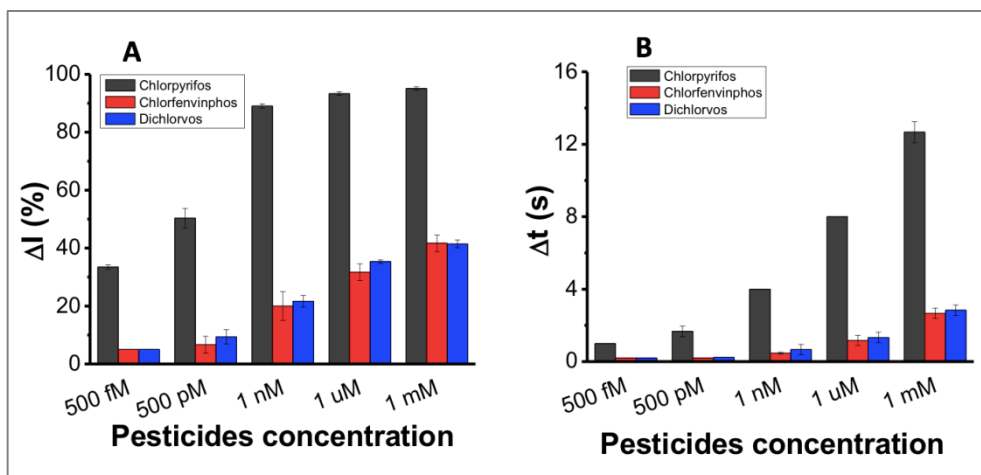 A
Chlorpyrifos
Chlorfenvinphos
Dichlorvos
100
80
60
40
20
0
ΔI (%)
500 fM
500 pM
1 nM
1 uM
1 mM
Pesticides concentration
B
Chlorpyrifos
Chlorfenvinphos
Dichlorvos
16
12
8
4
0
Δt (s)
500 fM
500 pM
1 nM
1 uM
1 mM
Pesticides concentration